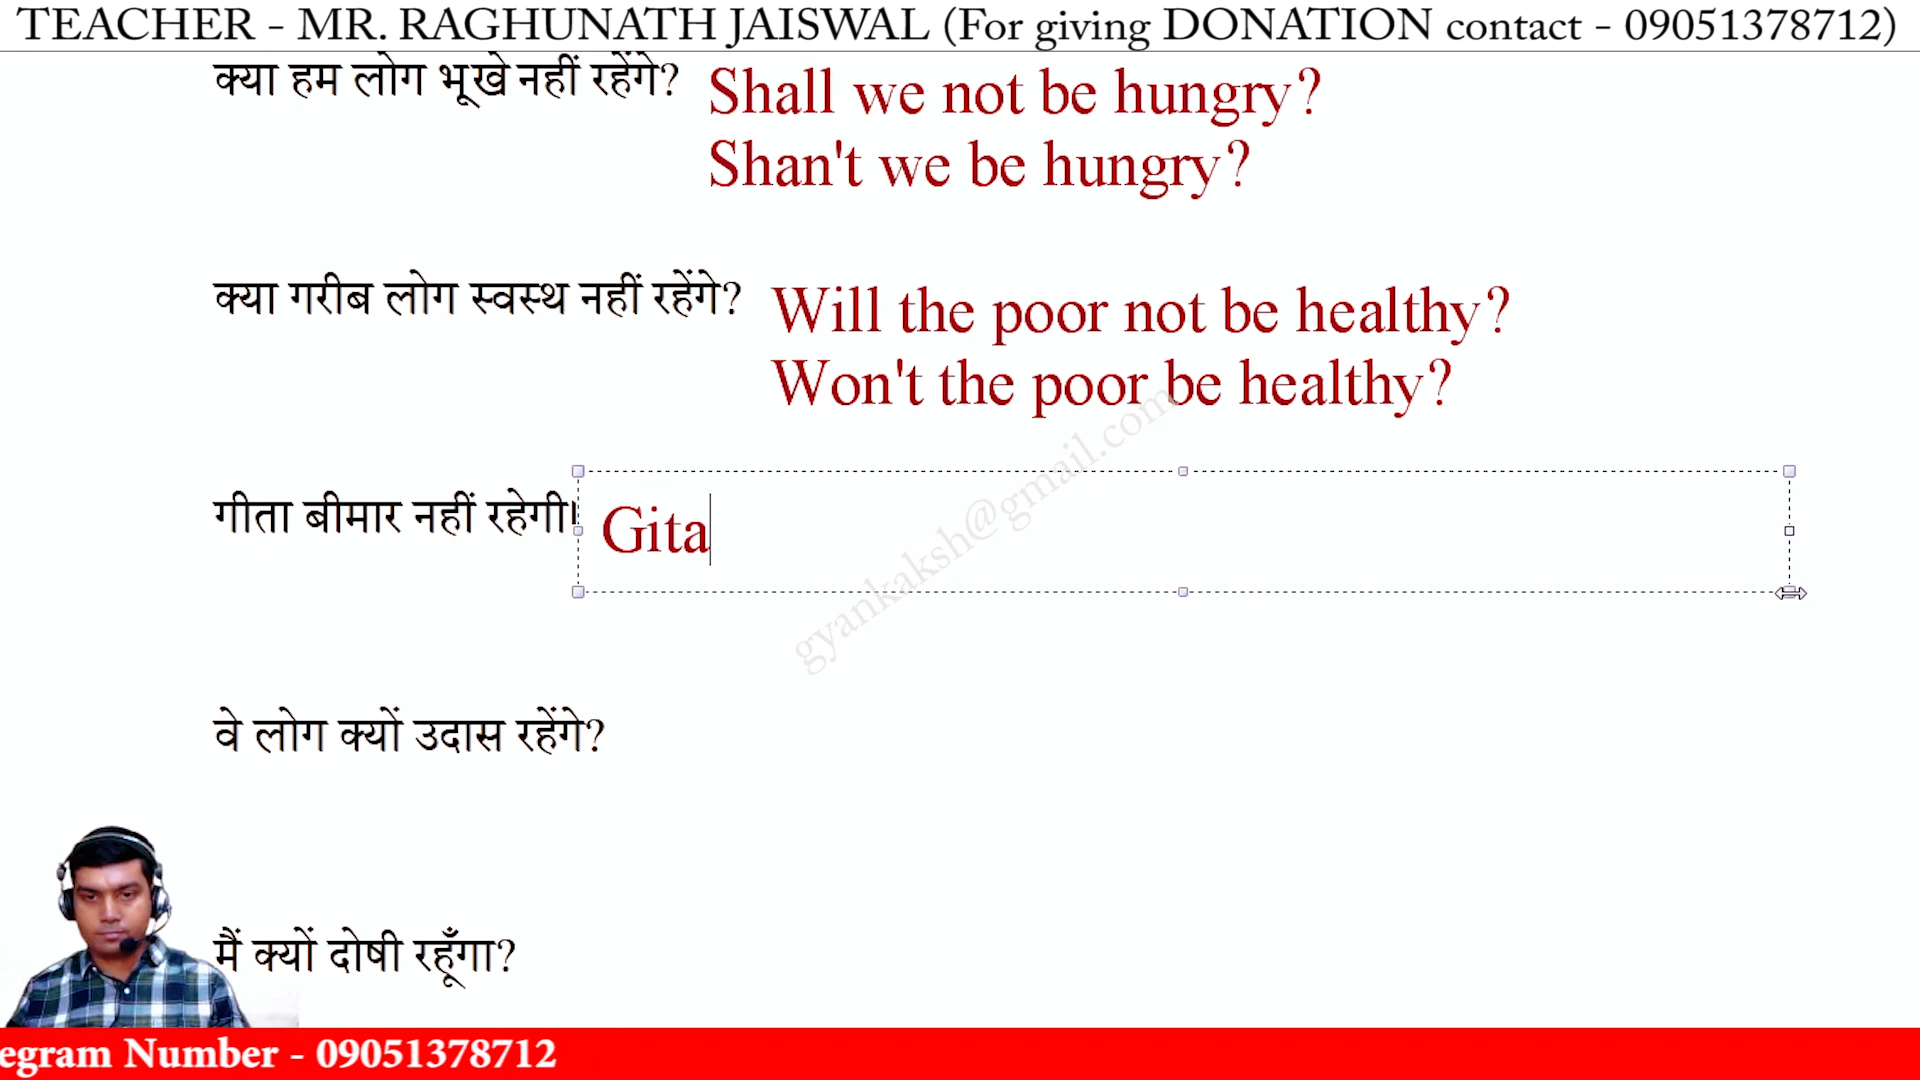 TEACHER - MR. RAGHUNATH JAISWAL (For giving DONATION contact - 09051378712)
क्या हम लोग भूखे नहीं रहेंगे? Shall we not be hungry?
Shan't we be hungry?
क्या गरीब लोग स्वस्थ नहीं रहेंगे? Will the poor not be healthy?
Won't the poor be healthy?
गीता बीमार नहीं रहेगी। Gita
gyankaksh@gmail.com
वे लोग क्यों उदास रहेंगे?
मैं क्यों दोषी रहूँगा?
egram Number - 09051378712